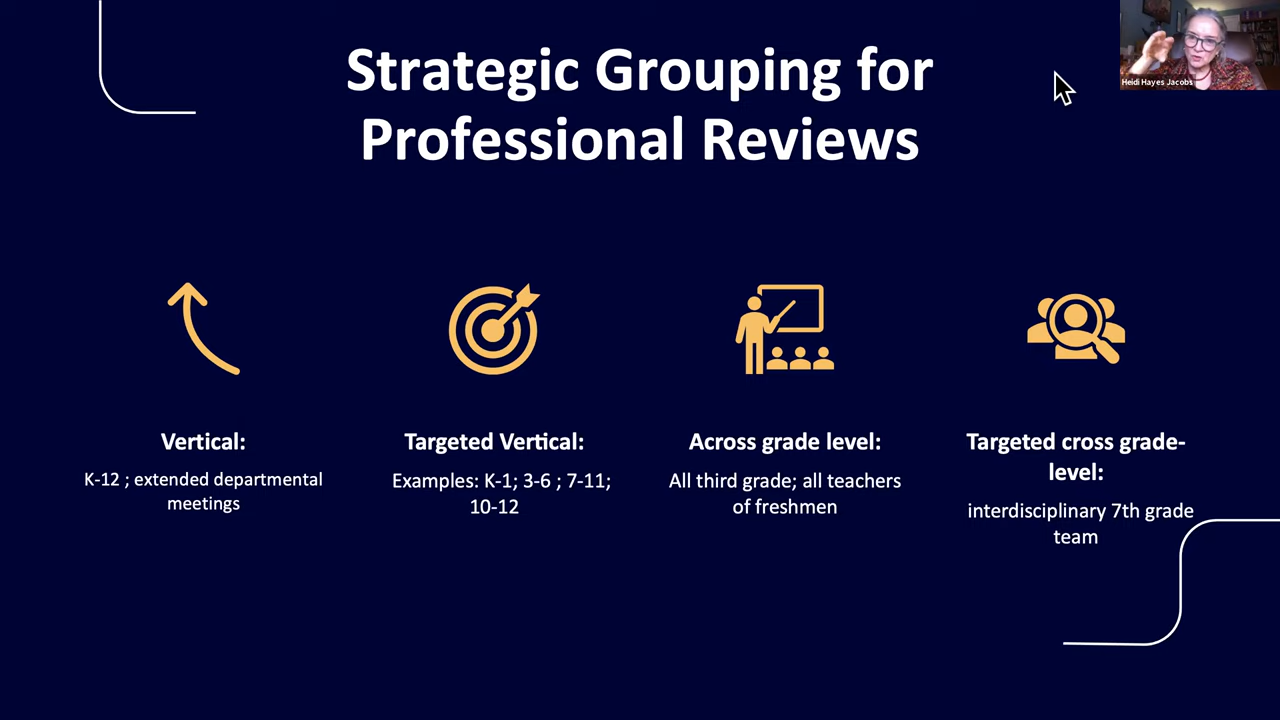 Strategic Grouping for
Professional Reviews
Heidi Hayes Jacobs
Vertical:
K-12 ; extended departmental
meetings
Targeted Vertical:
Examples: K-1; 3-6 ; 7-11;
10-12
Across grade level:
All third grade; all teachers
of freshmen
Targeted cross grade-
level:
interdisciplinary 7th grade
team